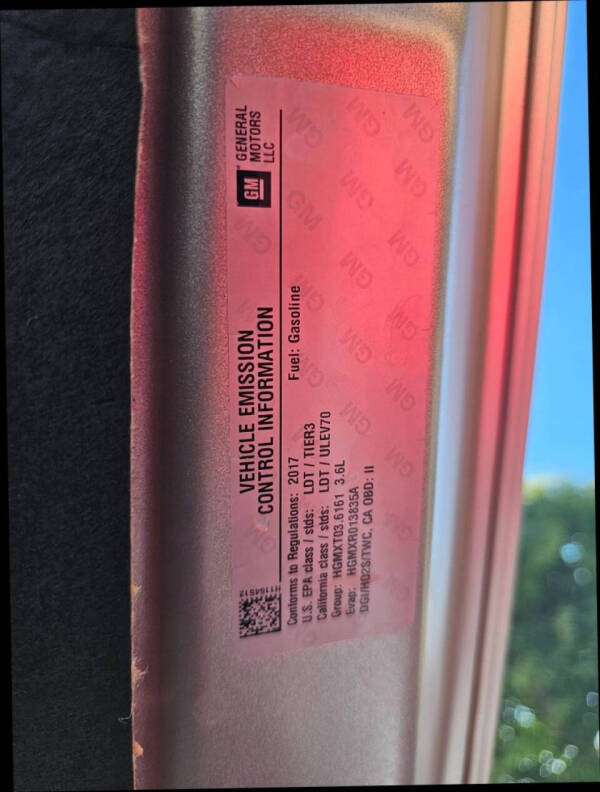 GM GENERAL
MOTORS
LLC
VEHICLE EMISSION
CONTROL INFORMATION
Conforms to Regulations: 2017 Fuel: Gasoline
U.S. EPA class / stds: LDT / TIER3
California class / stds: LDT / ULEV70
Group: HGMXT03.6161 3.6L
Evap: HGMXR013835A
DGI/HO2S/TWC, CA OBD: II